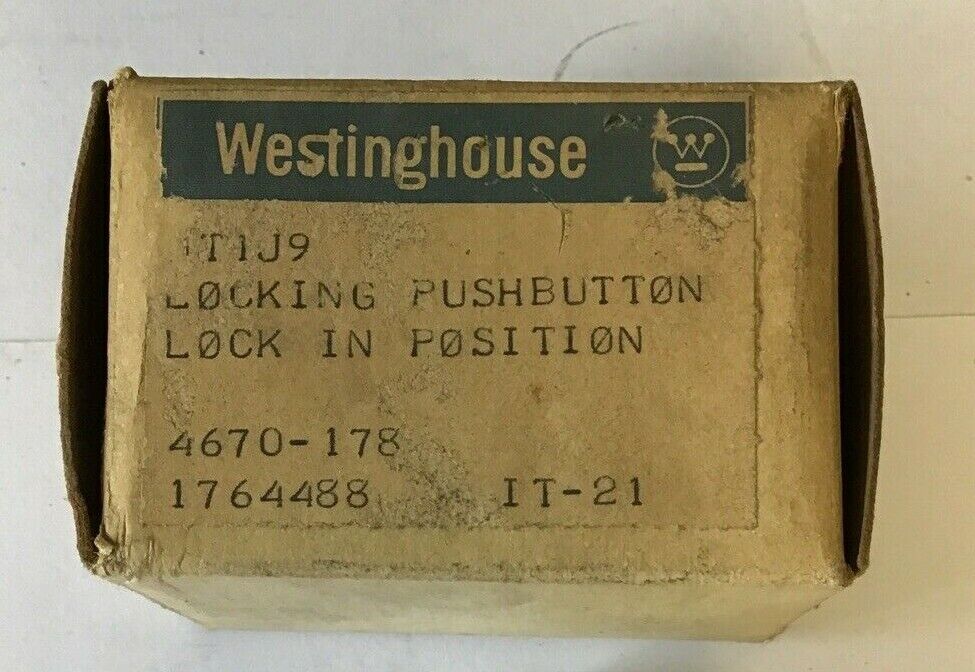 Westinghouse W
T1J9
LØCKING PUSHBUTTØN
LØCK IN PØSITIØN
4670-178
1764488 IT-21